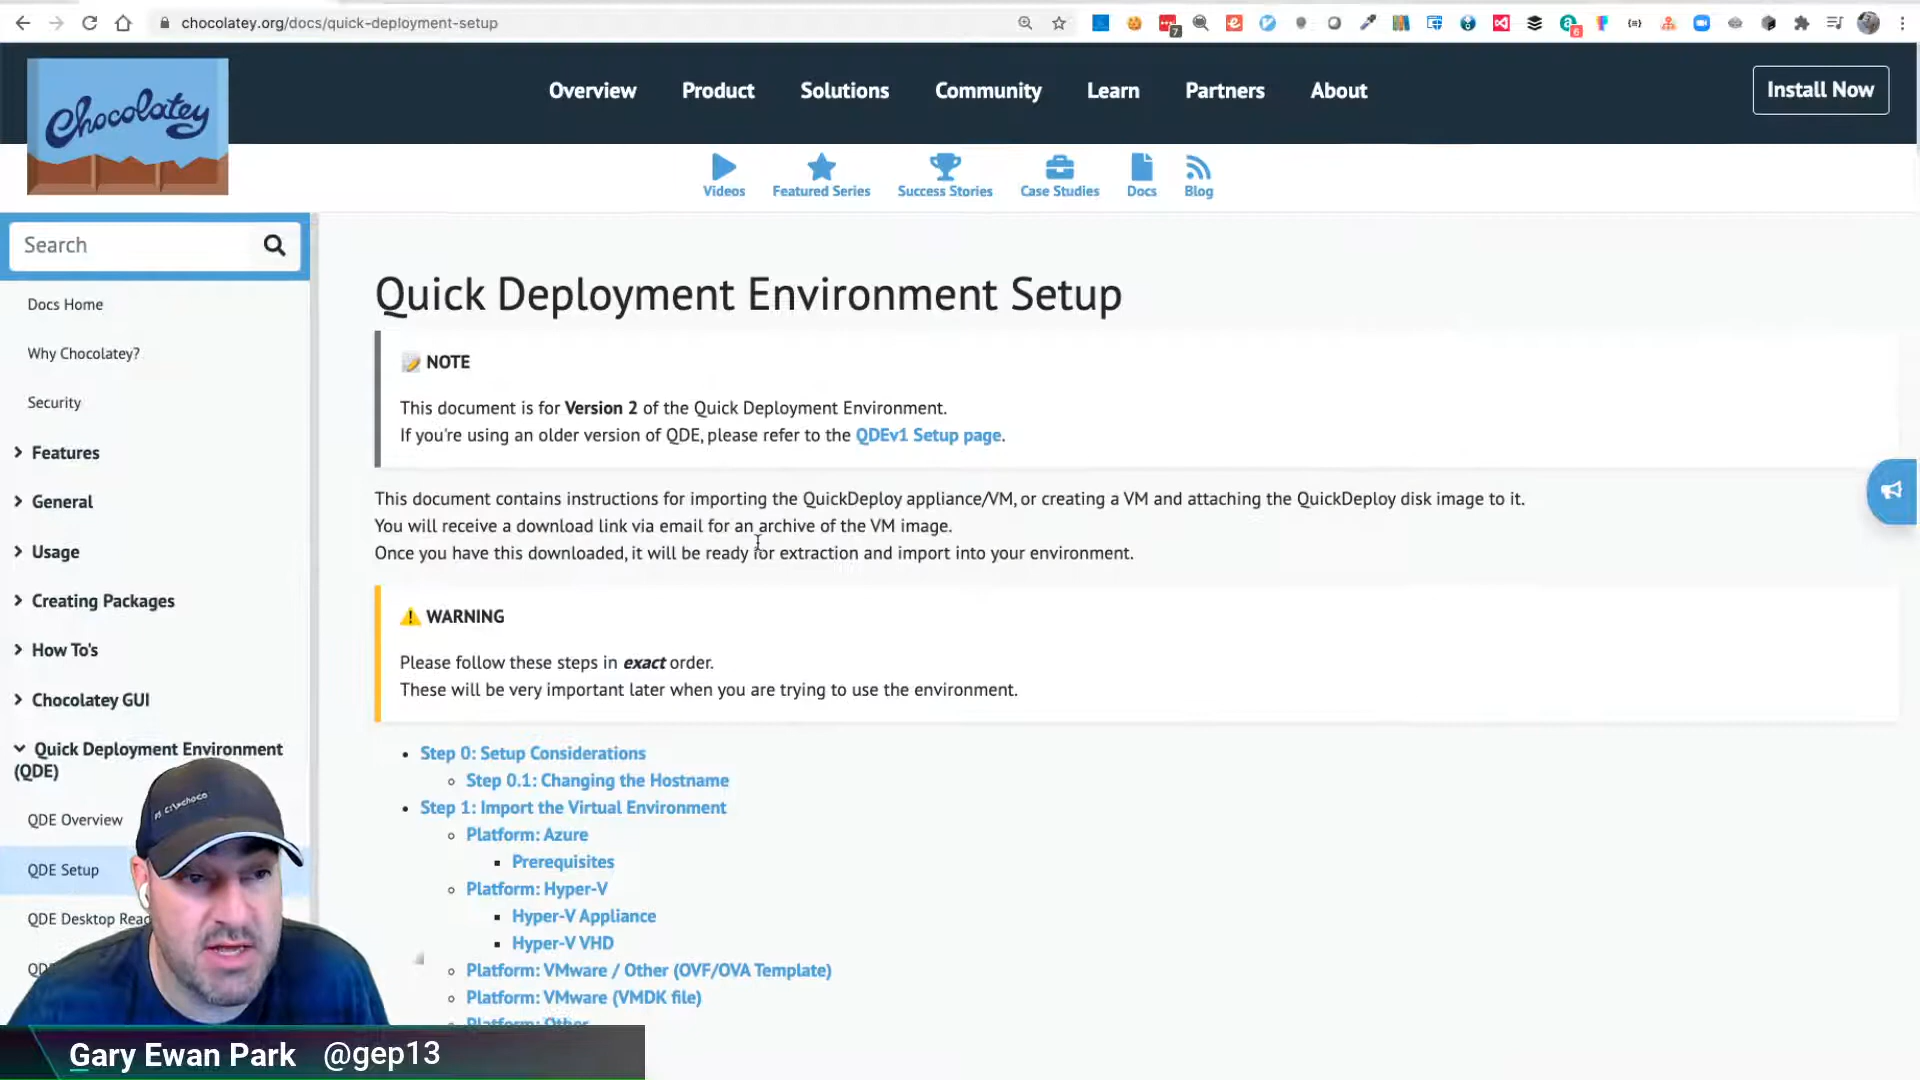 chocolatey.org/docs/quick-deployment-setup
7
6
Chocolatey
Overview
Product
Solutions
Community
Learn
Partners
About
Install Now
Videos
Featured Series
Success Stories
Case Studies
Docs
Blog
Search
Docs Home
Why Chocolatey?
Security
Features
General
Usage
Creating Packages
How To's
Chocolatey GUI
Quick Deployment Environment
(QDE)
QDE Overview
QDE Setup
QDE Desktop Read
Quick Deployment Environment Setup
NOTE
This document is for Version 2 of the Quick Deployment Environment.
If you're using an older version of QDE, please refer to the QDEv1 Setup page.
This document contains instructions for importing the QuickDeploy appliance/VM, or creating a VM and attaching the QuickDeploy disk image to it.
You will receive a download link via email for an archive of the VM image.
Once you have this downloaded, it will be ready for extraction and import into your environment.
WARNING
Please follow these steps in exact order.
These will be very important later when you are trying to use the environment.
Step 0: Setup Considerations
Step 0.1: Changing the Hostname
Step 1: Import the Virtual Environment
Platform: Azure
Prerequisites
Platform: Hyper-V
Hyper-V Appliance
Hyper-V VHD
Platform: VMware / Other (OVF/OVA Template)
Platform: VMware (VMDK file)
Platform: Other
Gary Ewan Park @gep13